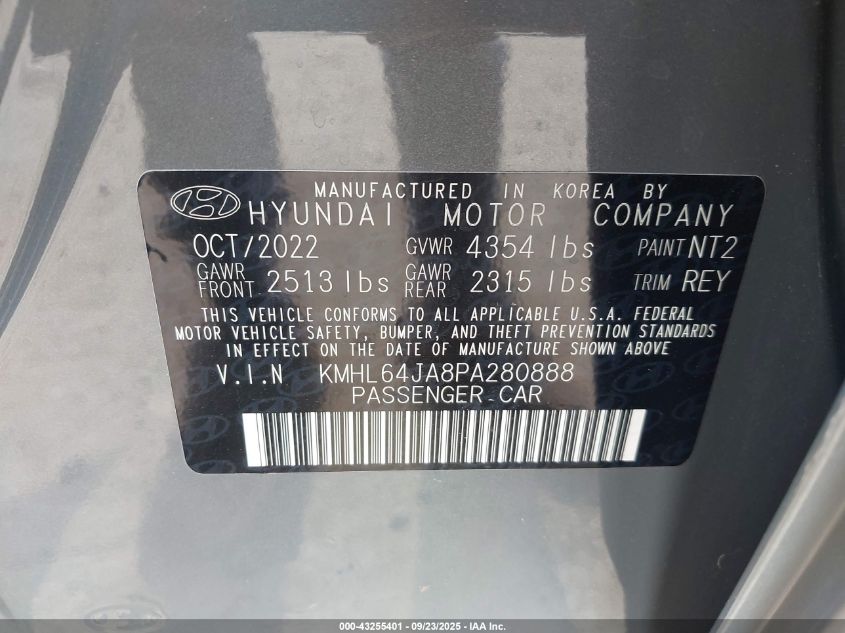 MANUFACTURED IN KOREA BY
HYUNDAI MOTOR COMPANY
OCT/2022 GVWR 4354 lbs PAINT NT2
GAWR FRONT 2513 lbs GAWR REAR 2315 lbs TRIM REY
THIS VEHICLE CONFORMS TO ALL APPLICABLE U.S.A. FEDERAL
MOTOR VEHICLE SAFETY, BUMPER, AND THEFT PREVENTION STANDARDS
IN EFFECT ON THE DATE OF MANUFACTURE SHOWN ABOVE
V.I.N KMHL64JA8PA280888
PASSENGER CAR
000-43255401 - 09/23/2025 - IAA Inc.